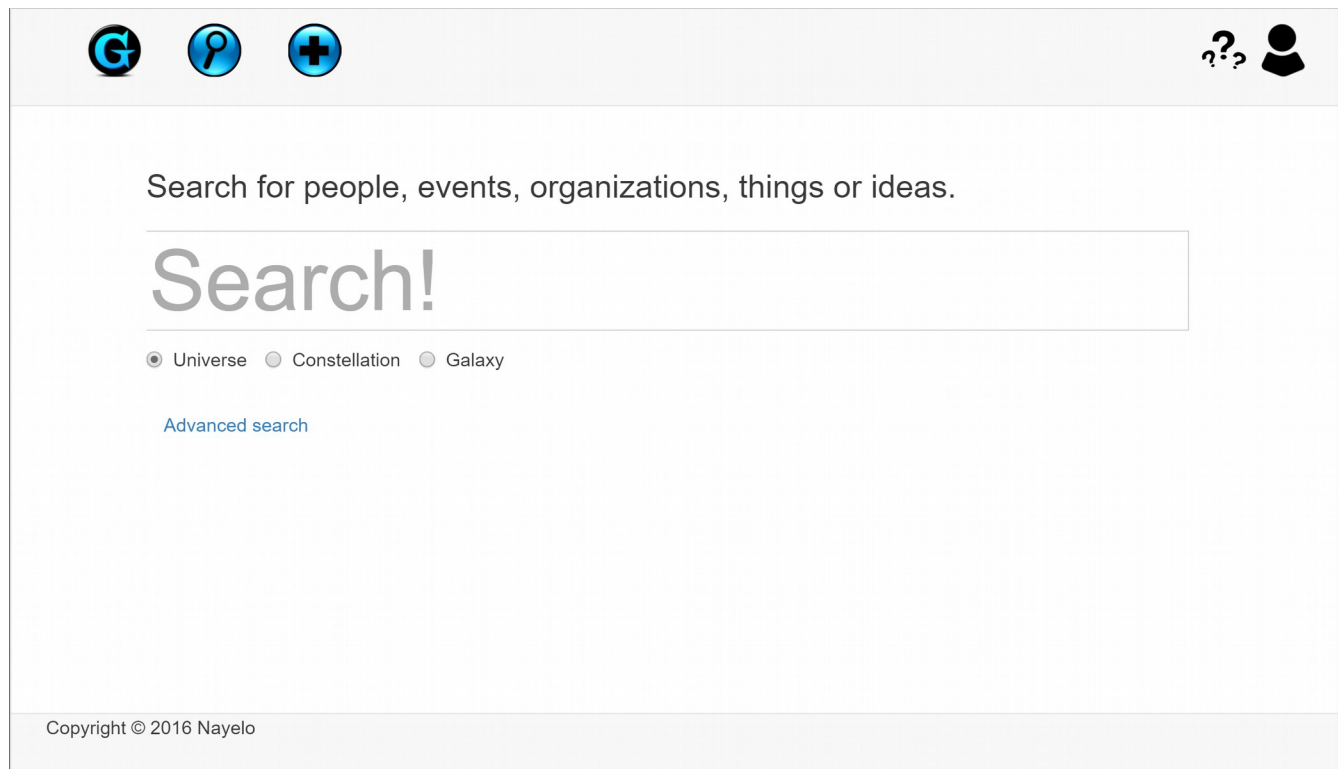 G
???
Search for people, events, organizations, things or ideas.
Search!
Universe Constellation Galaxy
Advanced search
Copyright © 2016 Nayelo